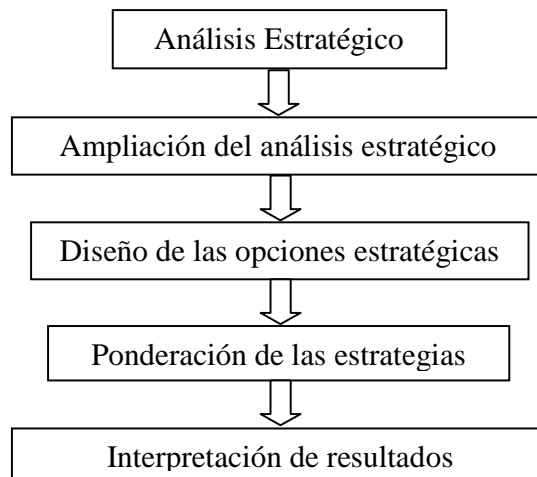 Análisis Estratégico
Ampliación del análisis estratégico
Diseño de las opciones estratégicas
Ponderación de las estrategias
Interpretación de resultados